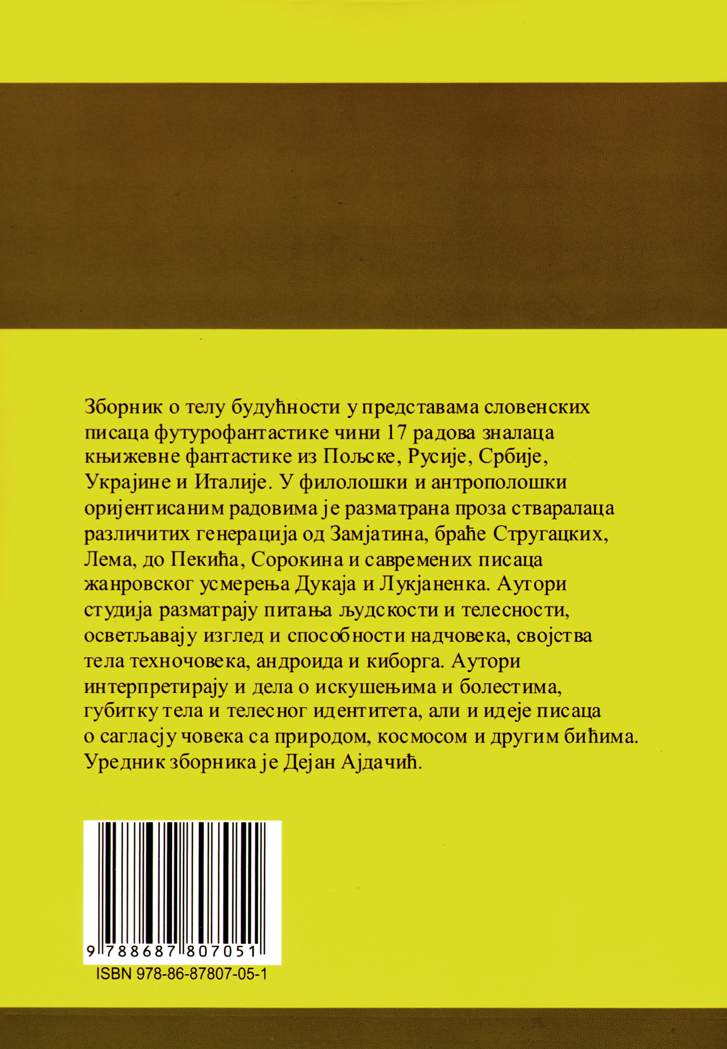 Зборник о телу будућности у представама словенских
писаца футурофантастике чини 17 радова зналаца
књижевне фантастике из Пољске, Русије, Србије,
Украјине и Италије. У филолошки и антрополошки
оријентисаним радовима је разматрана проза стваралаца
различитих генерација од Замјатина, браће Стругацких,
Лема, до Пекића, Сорокина и савремених писаца
жанровског усмерења Дукаја и Лукјаненка. Аутори
студија разматрају питања људскости и телесности,
осветљавају изглед и способности надчовека, својства
тела техночовека, андроида и киборга. Аутори
интерпретирају и дела о искушењима и болестима,
губитку тела и телесног идентитета, али и идеје писаца
о сагласју човека са природом, космосом и другим бићима.
Уредник зборника је Дејан Ајдачић.
9 788687 807051
ISBN 978-86-87807-05-1